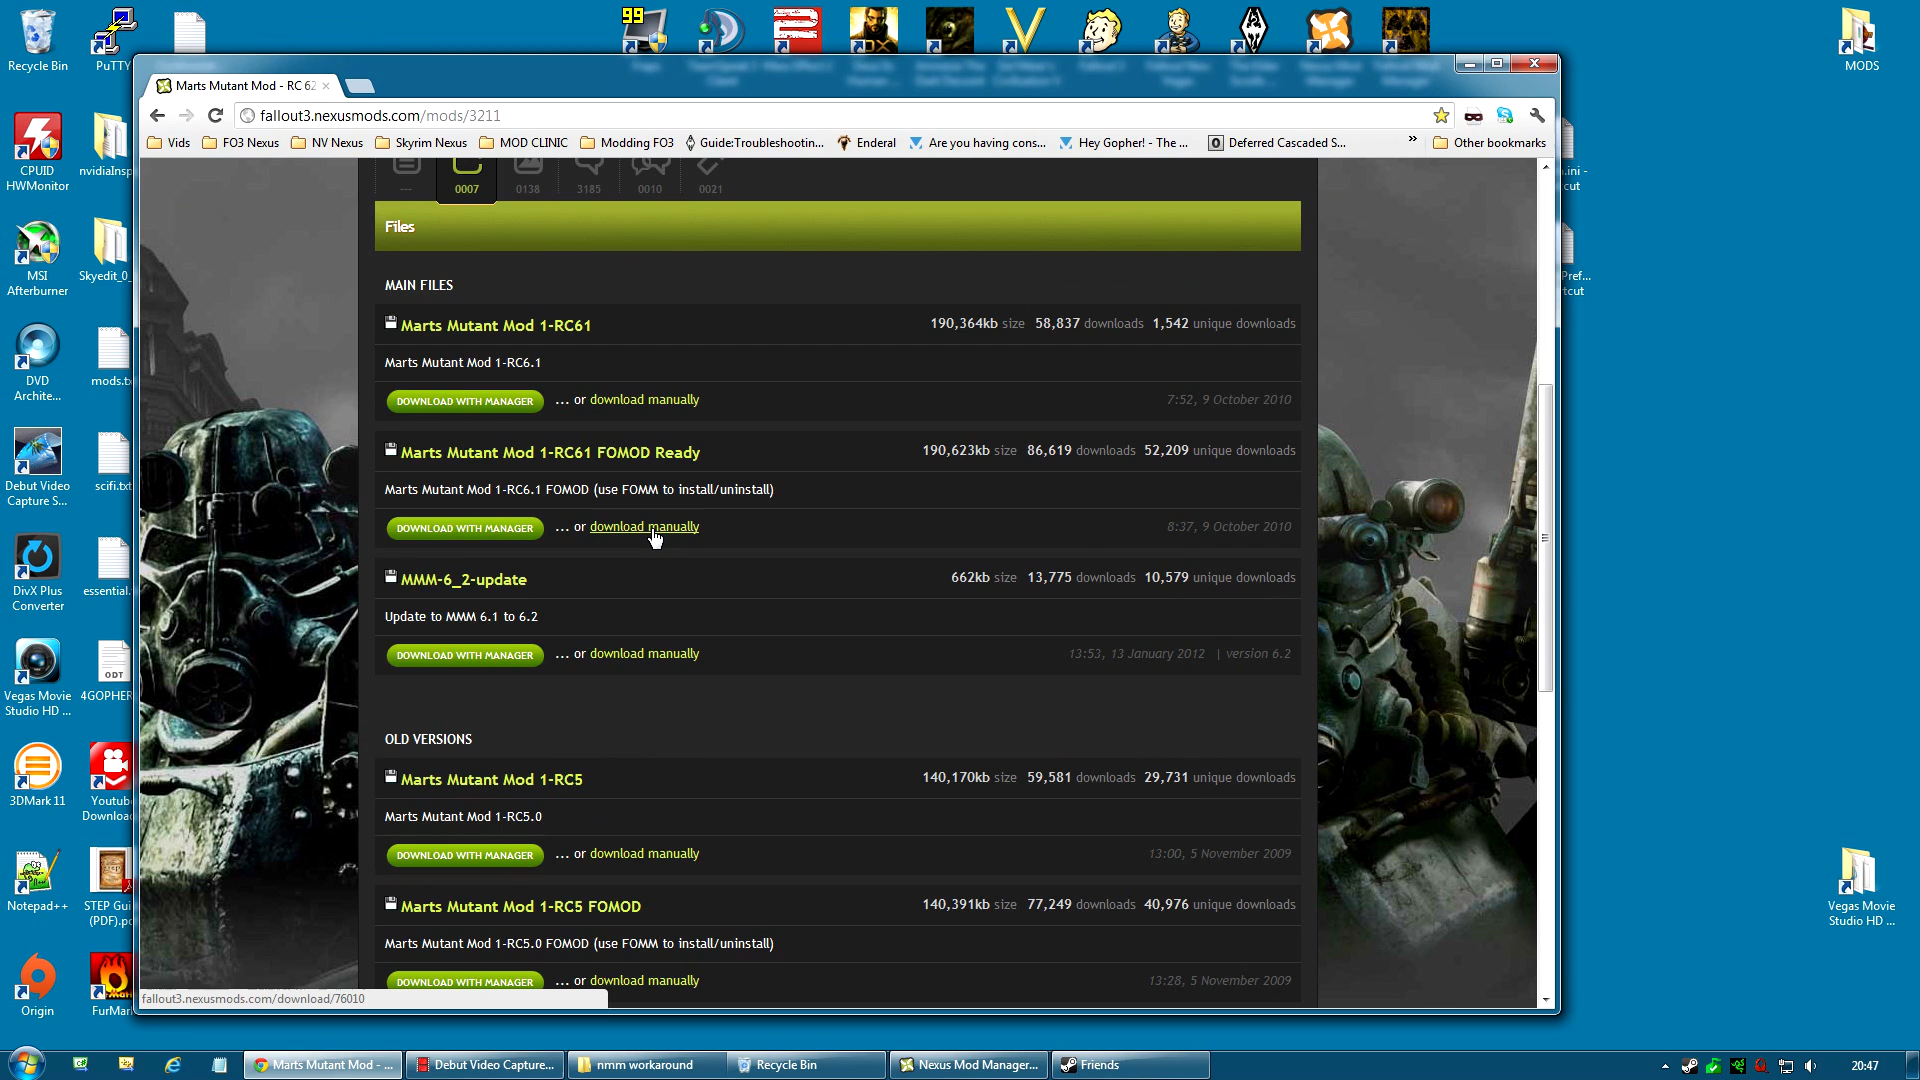 Recycle Bin
PuTTY
99
MODS
Marts Mutant Mod - RC 62
fallout3.nexusmods.com/mods/3211
Vids
FO3 Nexus
NV Nexus
Skyrim Nexus
MOD CLINIC
Modding FO3
Guide:Troubleshootin...
Enderal
Are you having cons...
Hey Gopher! - The ...
Deferred Cascaded S...
»
Other bookmarks
CPUID
HWMonitor
nvidiaInsp
.ini -
cut
---
0007
0138
3185
0010
0021
Files
MAIN FILES
Marts Mutant Mod 1-RC61
190,364kb size 58,837 downloads 1,542 unique downloads
Marts Mutant Mod 1-RC6.1
DOWNLOAD WITH MANAGER ... or download manually
7:52, 9 October 2010
Marts Mutant Mod 1-RC61 FOMOD Ready
190,623kb size 86,619 downloads 52,209 unique downloads
Marts Mutant Mod 1-RC6.1 FOMOD (use FOMM to install/uninstall)
DOWNLOAD WITH MANAGER ... or download manually
8:37, 9 October 2010
MMM-6_2-update
662kb size 13,775 downloads 10,579 unique downloads
Update to MMM 6.1 to 6.2
DOWNLOAD WITH MANAGER ... or download manually
13:53, 13 January 2012 | version 6.2
OLD VERSIONS
Marts Mutant Mod 1-RC5
140,170kb size 59,581 downloads 29,731 unique downloads
Marts Mutant Mod 1-RC5.0
DOWNLOAD WITH MANAGER ... or download manually
13:00, 5 November 2009
Marts Mutant Mod 1-RC5 FOMOD
140,391kb size 77,249 downloads 40,976 unique downloads
Marts Mutant Mod 1-RC5.0 FOMOD (use FOMM to install/uninstall)
DOWNLOAD WITH MANAGER ... or download manually
13:28, 5 November 2009
fallout3.nexusmods.com/download/76010
MSI
Afterburner
Skyedit_0_
Pref...
tcut
DVD
Archite...
mods.tx
Debut Video
Capture S...
scifi.txt
DivX Plus
Converter
essential.
Vegas Movie
Studio HD ...
ODT
4GOPHER
3DMark 11
Youtub
Downloa
Notepad++
STEP Gui
(PDF).pd
Origin
FurMar
Vegas Movie
Studio HD ...
Marts Mutant Mod - ...
Debut Video Capture...
nmm workaround
Recycle Bin
Nexus Mod Manager...
Friends
20:47